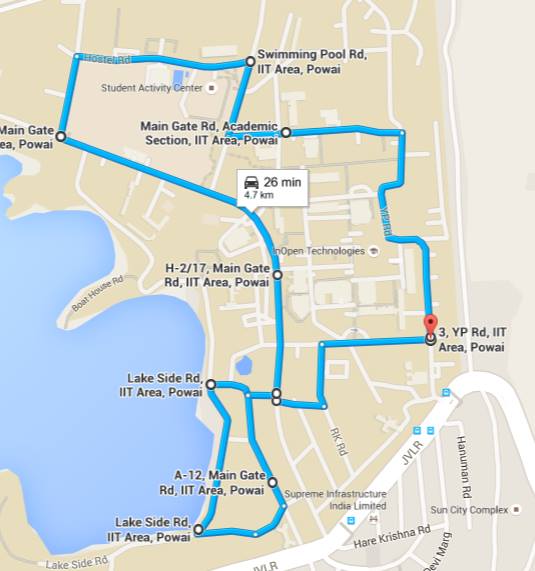 Hostel Rd
Swimming Pool Rd,
IIT Area, Powai
Student Activity Center
Main Gate
ea, Powai
Main Gate Rd, Academic
Section, IIT Area, Powai
26 min
4.7 km
YP Rd
InOpen Technologies
H-2/17, Main Gate
Rd, IIT Area, Powai
Boat House Rd
3, YP Rd, IIT
Area, Powai
Lake Side Rd,
IIT Area, Powai
RK Rd
JVLR
Hanuman Rd
A-12, Main Gate
Rd, IIT Area, Powai
Supreme Infrastructure
India Limited
Sun City Complex
Lake Side Rd,
IIT Area, Powai
Hare Krishna Rd
Devi Marg
Lake Side Rd
JVLR